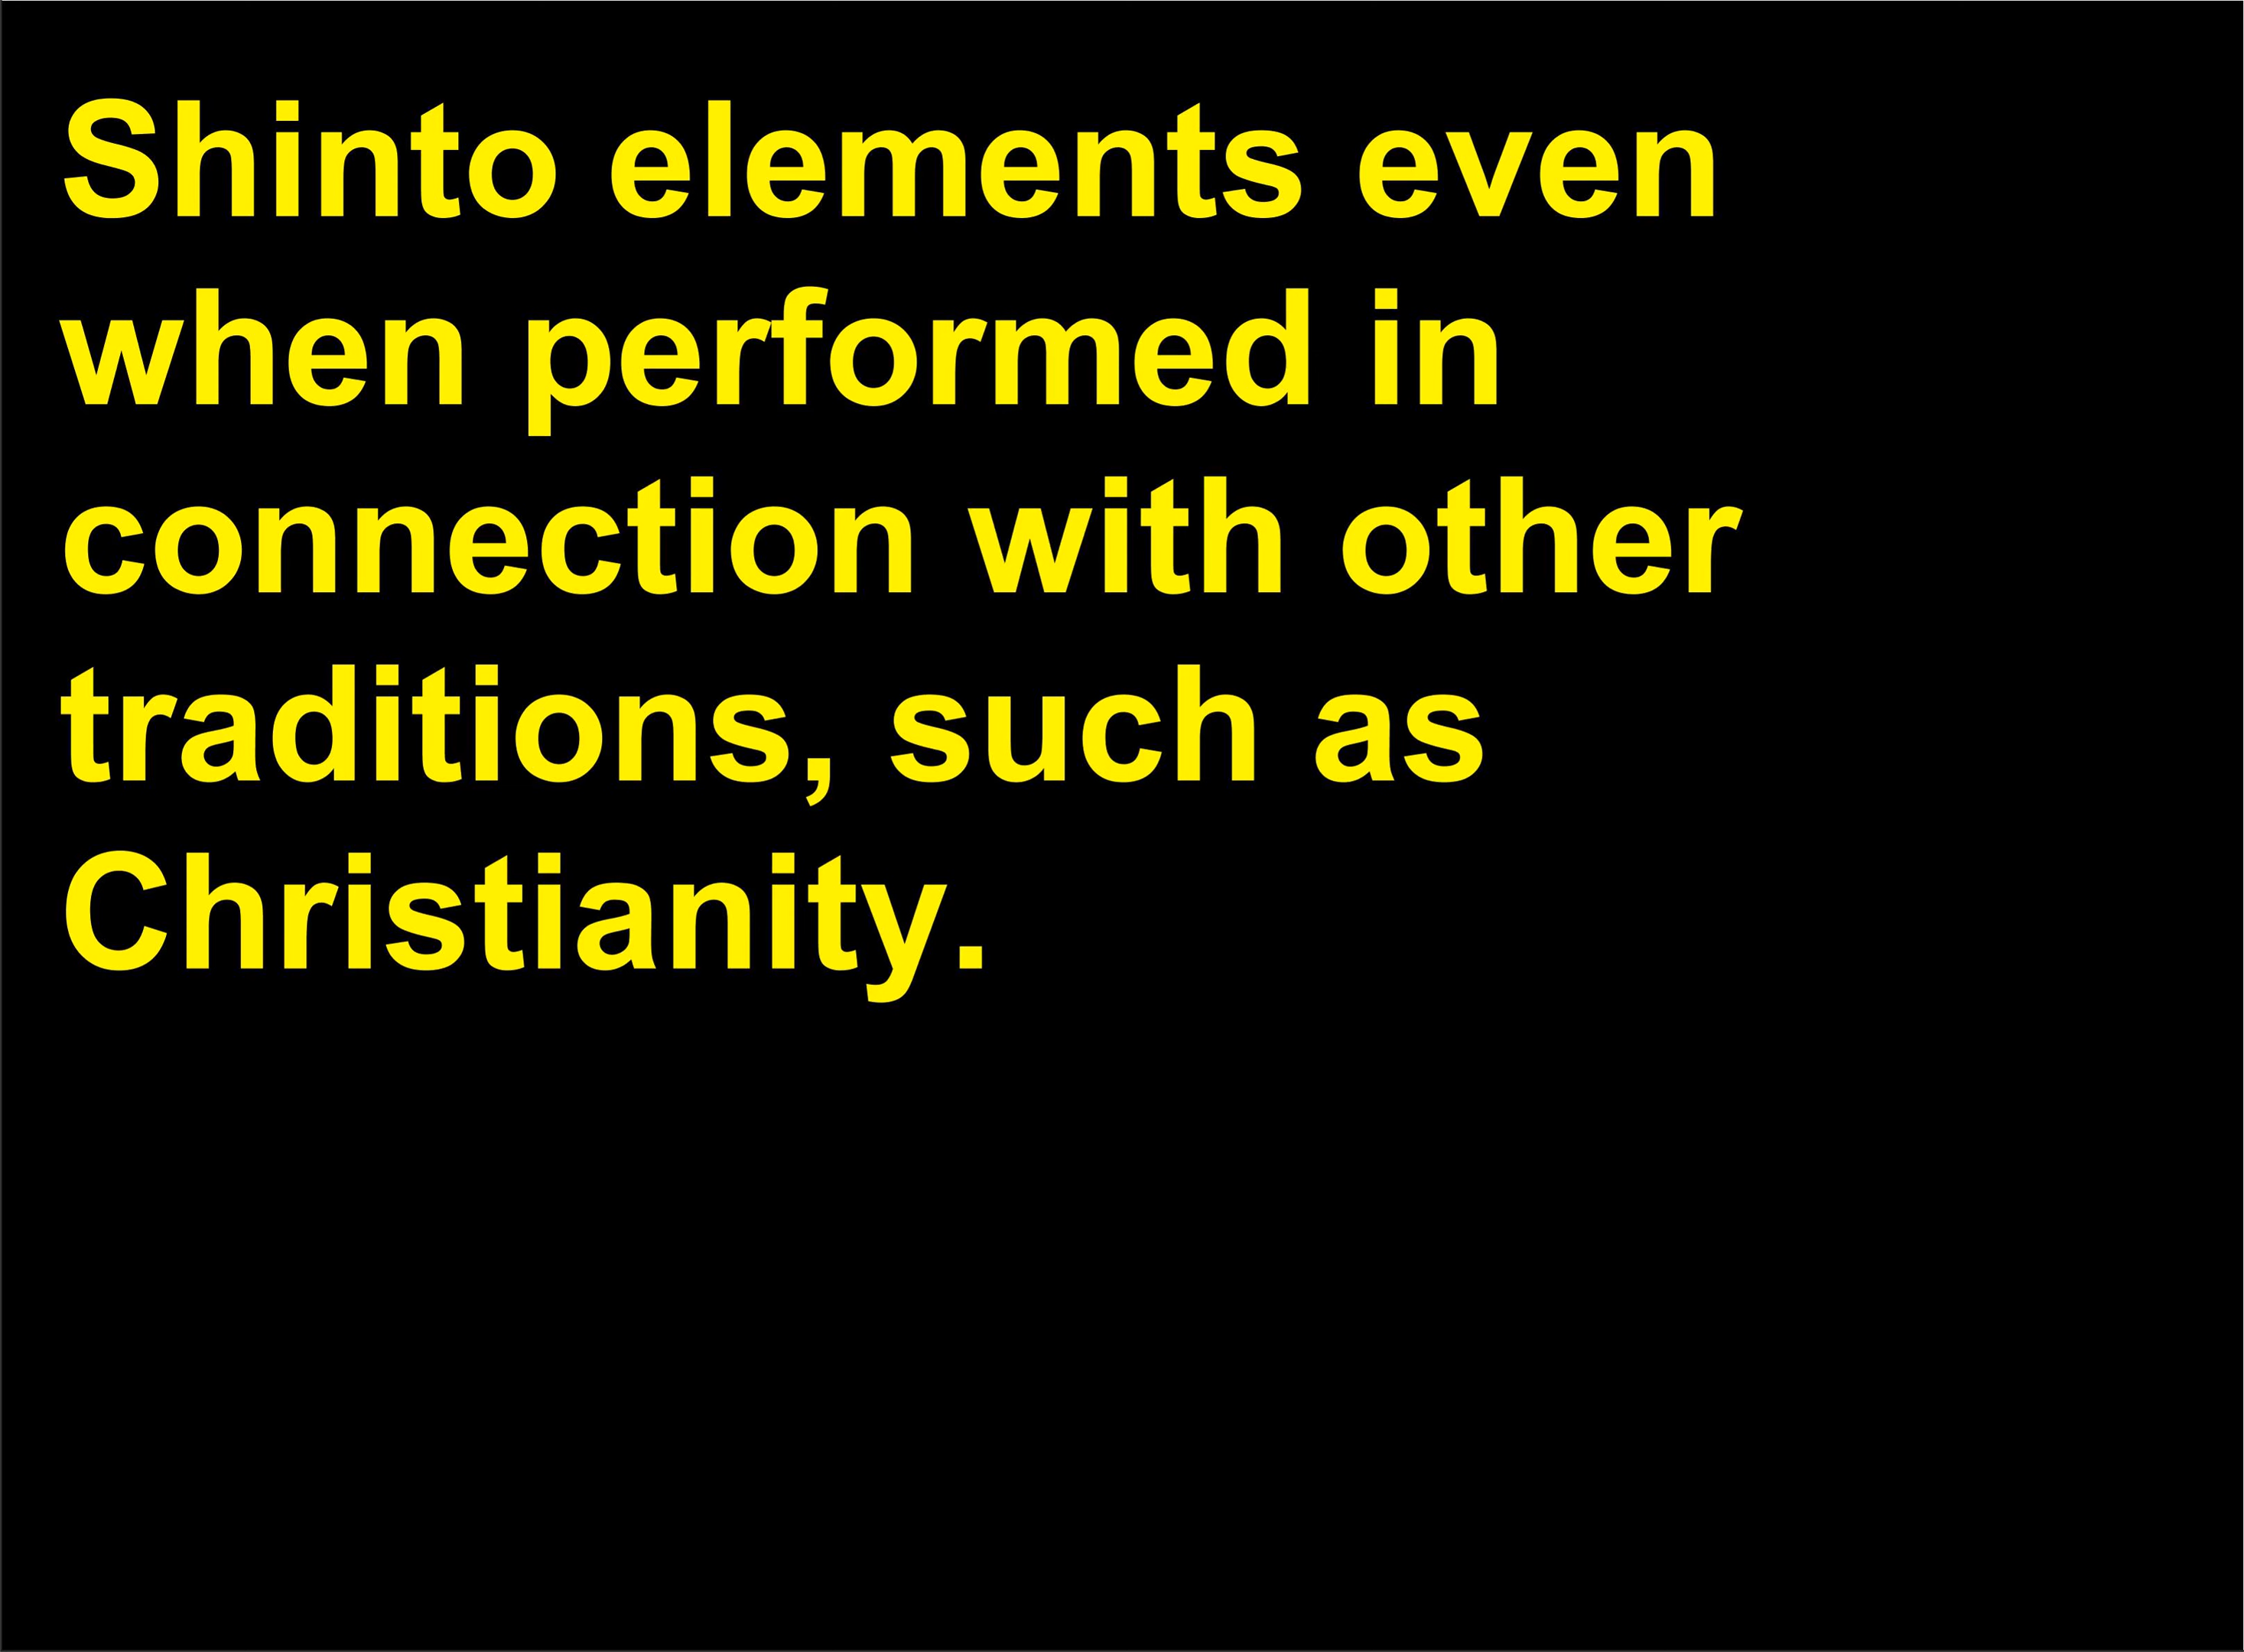 Shinto elements even
when performed in
connection with other
traditions, such as
Christianity.